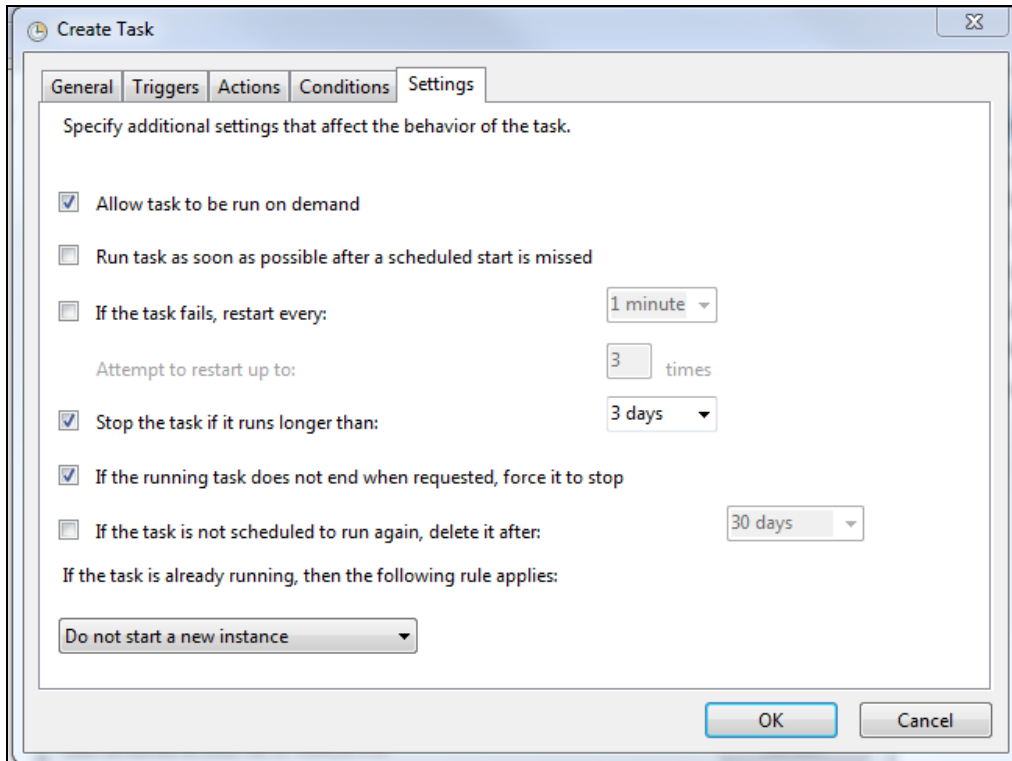 Create Task
General Triggers Actions Conditions Settings
Specify additional settings that affect the behavior of the task.
Allow task to be run on demand
Run task as soon as possible after a scheduled start is missed
If the task fails, restart every: 1 minute
Attempt to restart up to: 3 times
Stop the task if it runs longer than: 3 days
If the running task does not end when requested, force it to stop
If the task is not scheduled to run again, delete it after: 30 days
If the task is already running, then the following rule applies:
Do not start a new instance
OK Cancel